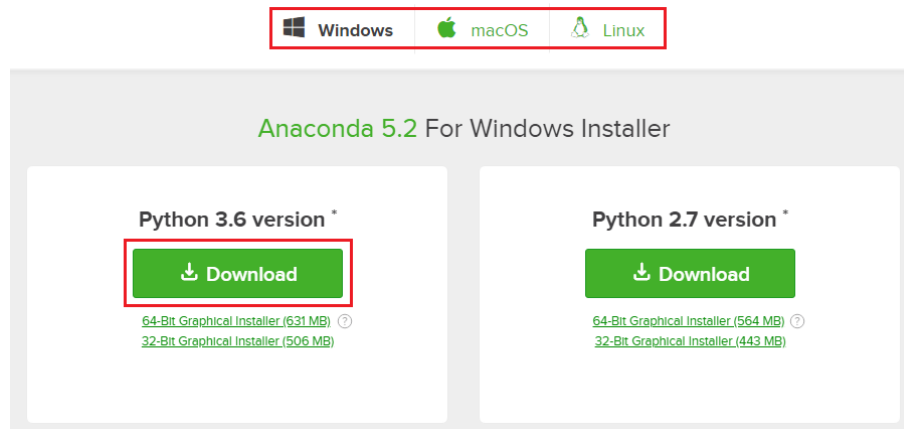 Windows macOS Linux
Anaconda 5.2 For Windows Installer
Python 3.6 version *
Download
64-Bit Graphical Installer (631 MB) ?
32-Bit Graphical Installer (506 MB)
Python 2.7 version *
Download
64-Bit Graphical Installer (564 MB) ?
32-Bit Graphical Installer (443 MB)